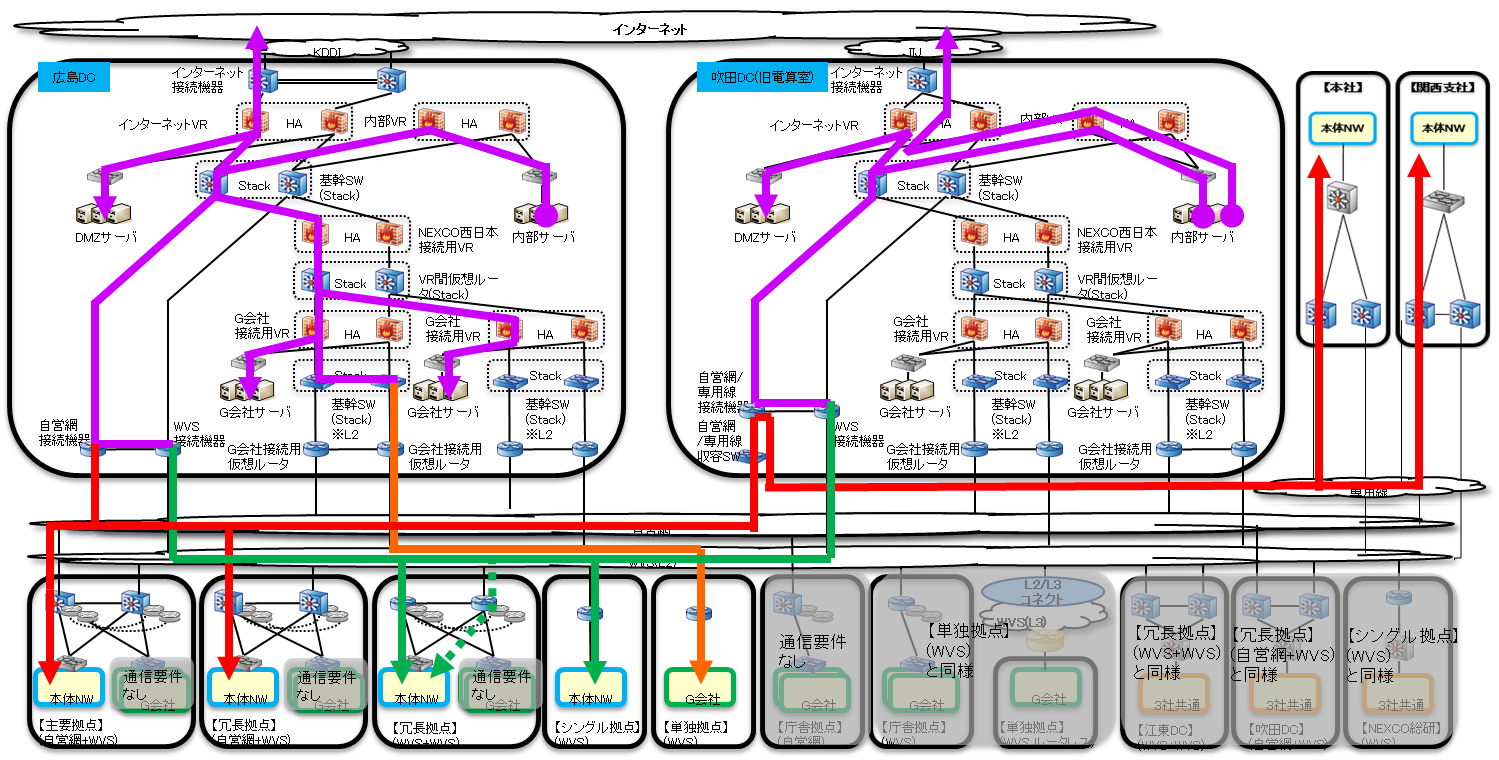 インターネット
KDDI
IIJ
広島DC
インターネット
接続機器
インターネットVR
HA
内部VR
HA
Stack
基幹SW
(Stack)
DMZサーバ
内部サーバ
HA
NEXCO西日本
接続用VR
Stack
VR間仮想ルー
タ(Stack)
G会社
接続用VR
HA
G会社
接続用VR
HA
Stack
Stack
G会社サーバ
基幹SW
(Stack)
※L2
G会社サーバ
基幹SW
(Stack)
※L2
自営網
接続機器
WVS
接続機器
G会社接続用
仮想ルータ
G会社接続用
仮想ルータ
吹田DC(旧電算室)
インターネット
接続機器
インターネットVR
HA
内部VR
HA
Stack
基幹SW
(Stack)
DMZサーバ
内部サーバ
HA
NEXCO西日本
接続用VR
Stack
VR間仮想ルー
タ(Stack)
G会社
接続用VR
HA
G会社
接続用VR
HA
Stack
Stack
自営網/
専用線
接続機器
G会社サーバ
基幹SW
(Stack)
※L2
G会社サーバ
基幹SW
(Stack)
※L2
自営網
/専用線
収容SW
WVS
接続機器
G会社接続用
仮想ルータ
G会社接続用
仮想ルータ
【本社】
本体NW
【関西支社】
本体NW
専用線
自営網
WVS(L2)
本体NW
通信要件
なし
G会社
【主要拠点】
(自営網+WVS)
本体NW
通信要件
なし
G会社
【冗長拠点】
(自営網+WVS)
本体NW
通信要件
なし
G会社
【冗長拠点】
(WVS+WVS)
本体NW
【シングル拠点】
(WVS)
G会社
【単独拠点】
(WVS)
通信要件
なし
G会社
【庁舎拠点】
(自営網)
【単独拠点】
(WVS)
と同様
G会社
【庁舎拠点】
(WVS)
L2/L3
コネクト
WVS(L3)
G会社
【単独拠点】
(WVSルータレス)
【冗長拠点】
(WVS+WVS)
と同様
3社共通
【江東DC】
(WVS+WVS)
【冗長拠点】
(自営網+WVS)
と同様
3社共通
【吹田DC】
(自営網+WVS)
【シングル拠点】
(WVS)
と同様
3社共通
【NEXCO総研】
(WVS)